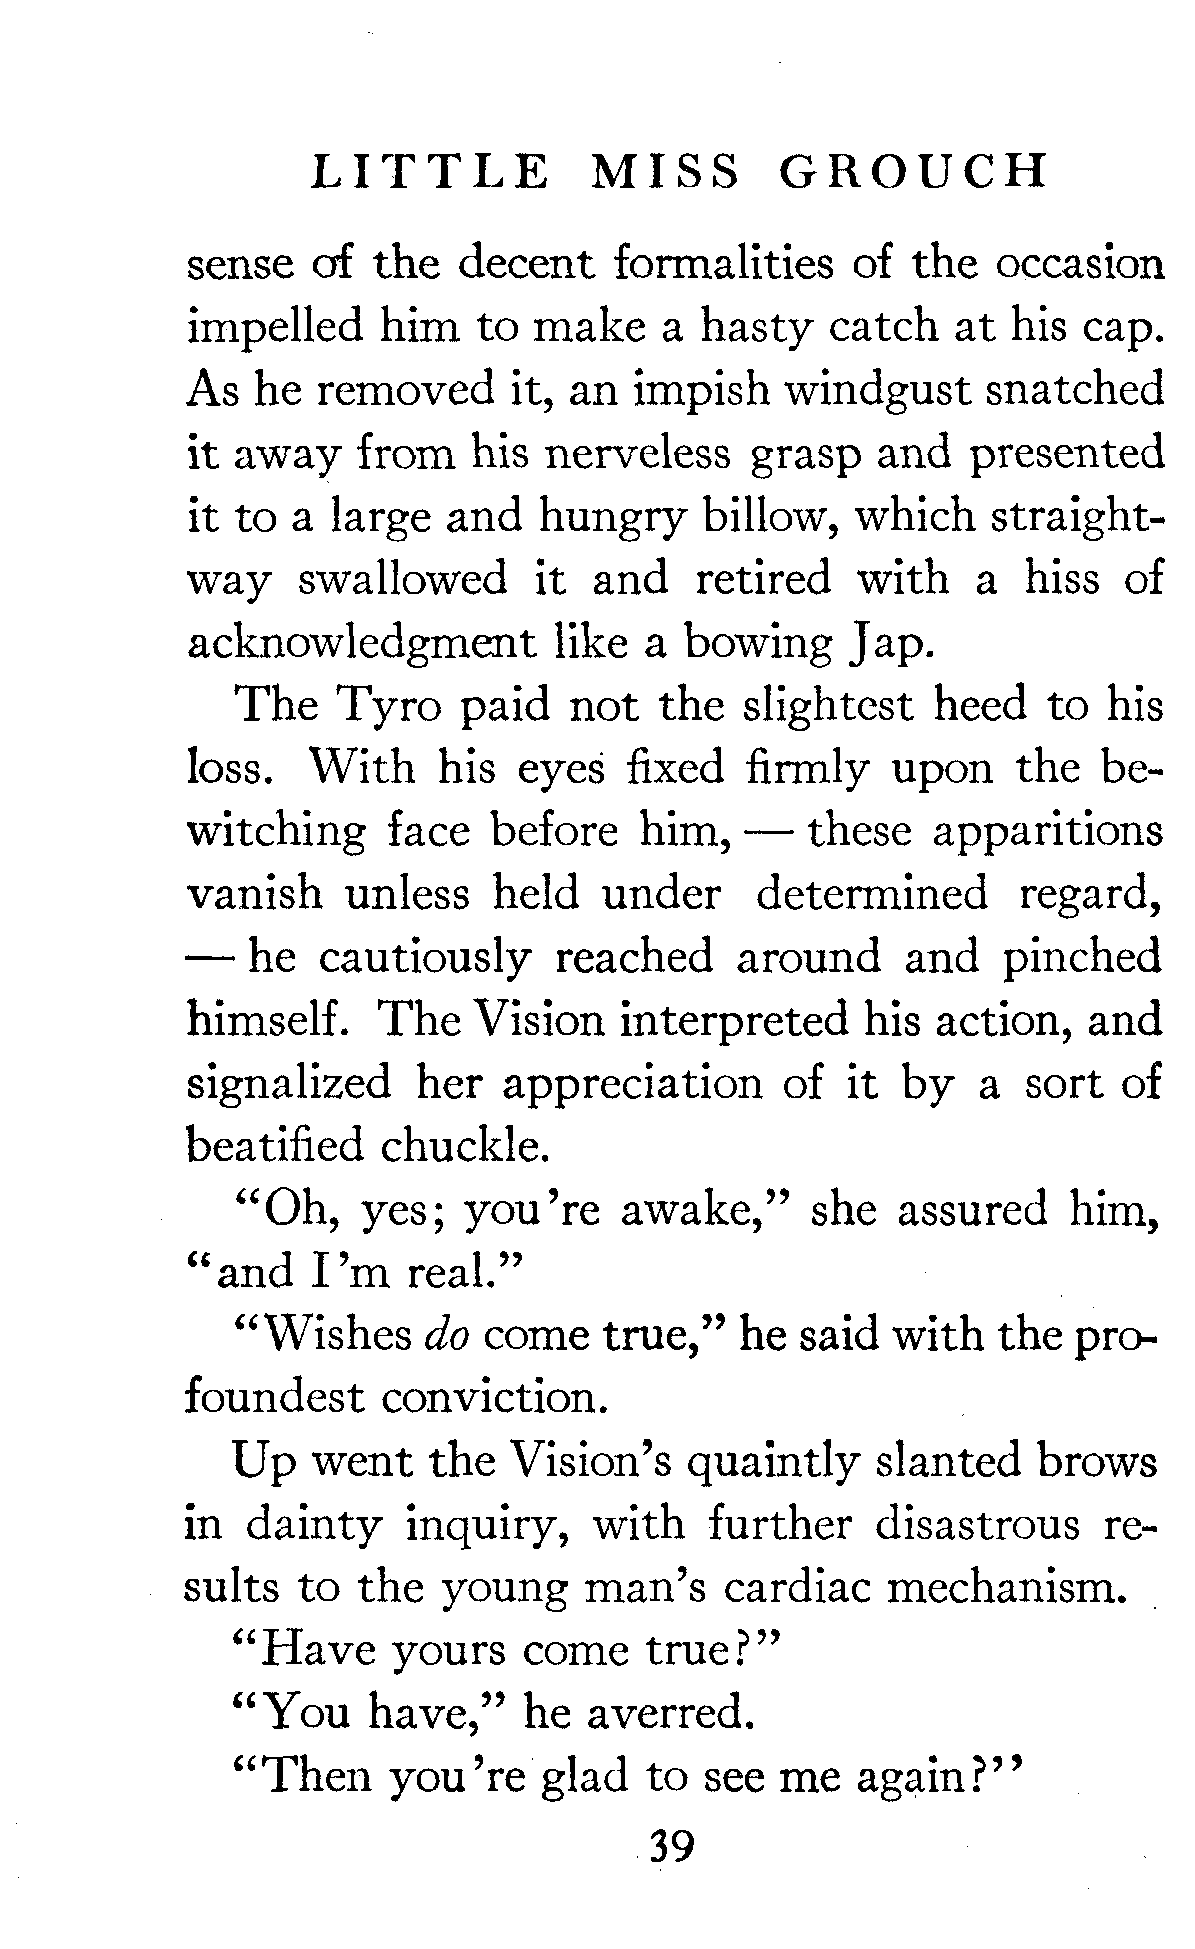 LITTLE MISS GROUCH
sense of the decent formalities of the occasion
impelled him to make a hasty catch at his cap.
As he removed it, an impish windgust snatched
it away from his nerveless grasp and presented
it to a large and hungry billow, which straight-
way swallowed it and retired with a hiss of
acknowledgment like a bowing Jap.
The Tyro paid not the slightest heed to his
loss. With his eyes fixed firmly upon the be-
witching face before him, — these apparitions
vanish unless held under determined regard,
— he cautiously reached around and pinched
himself. The Vision interpreted his action, and
signalized her appreciation of it by a sort of
beatified chuckle.
"Oh, yes; you're awake," she assured him,
"and I'm real."
"Wishes do come true," he said with the pro-
foundest conviction.
Up went the Vision's quaintly slanted brows
in dainty inquiry, with further disastrous re-
sults to the young man's cardiac mechanism.
"Have yours come true?"
"You have," he averred.
"Then you're glad to see me again?"
39